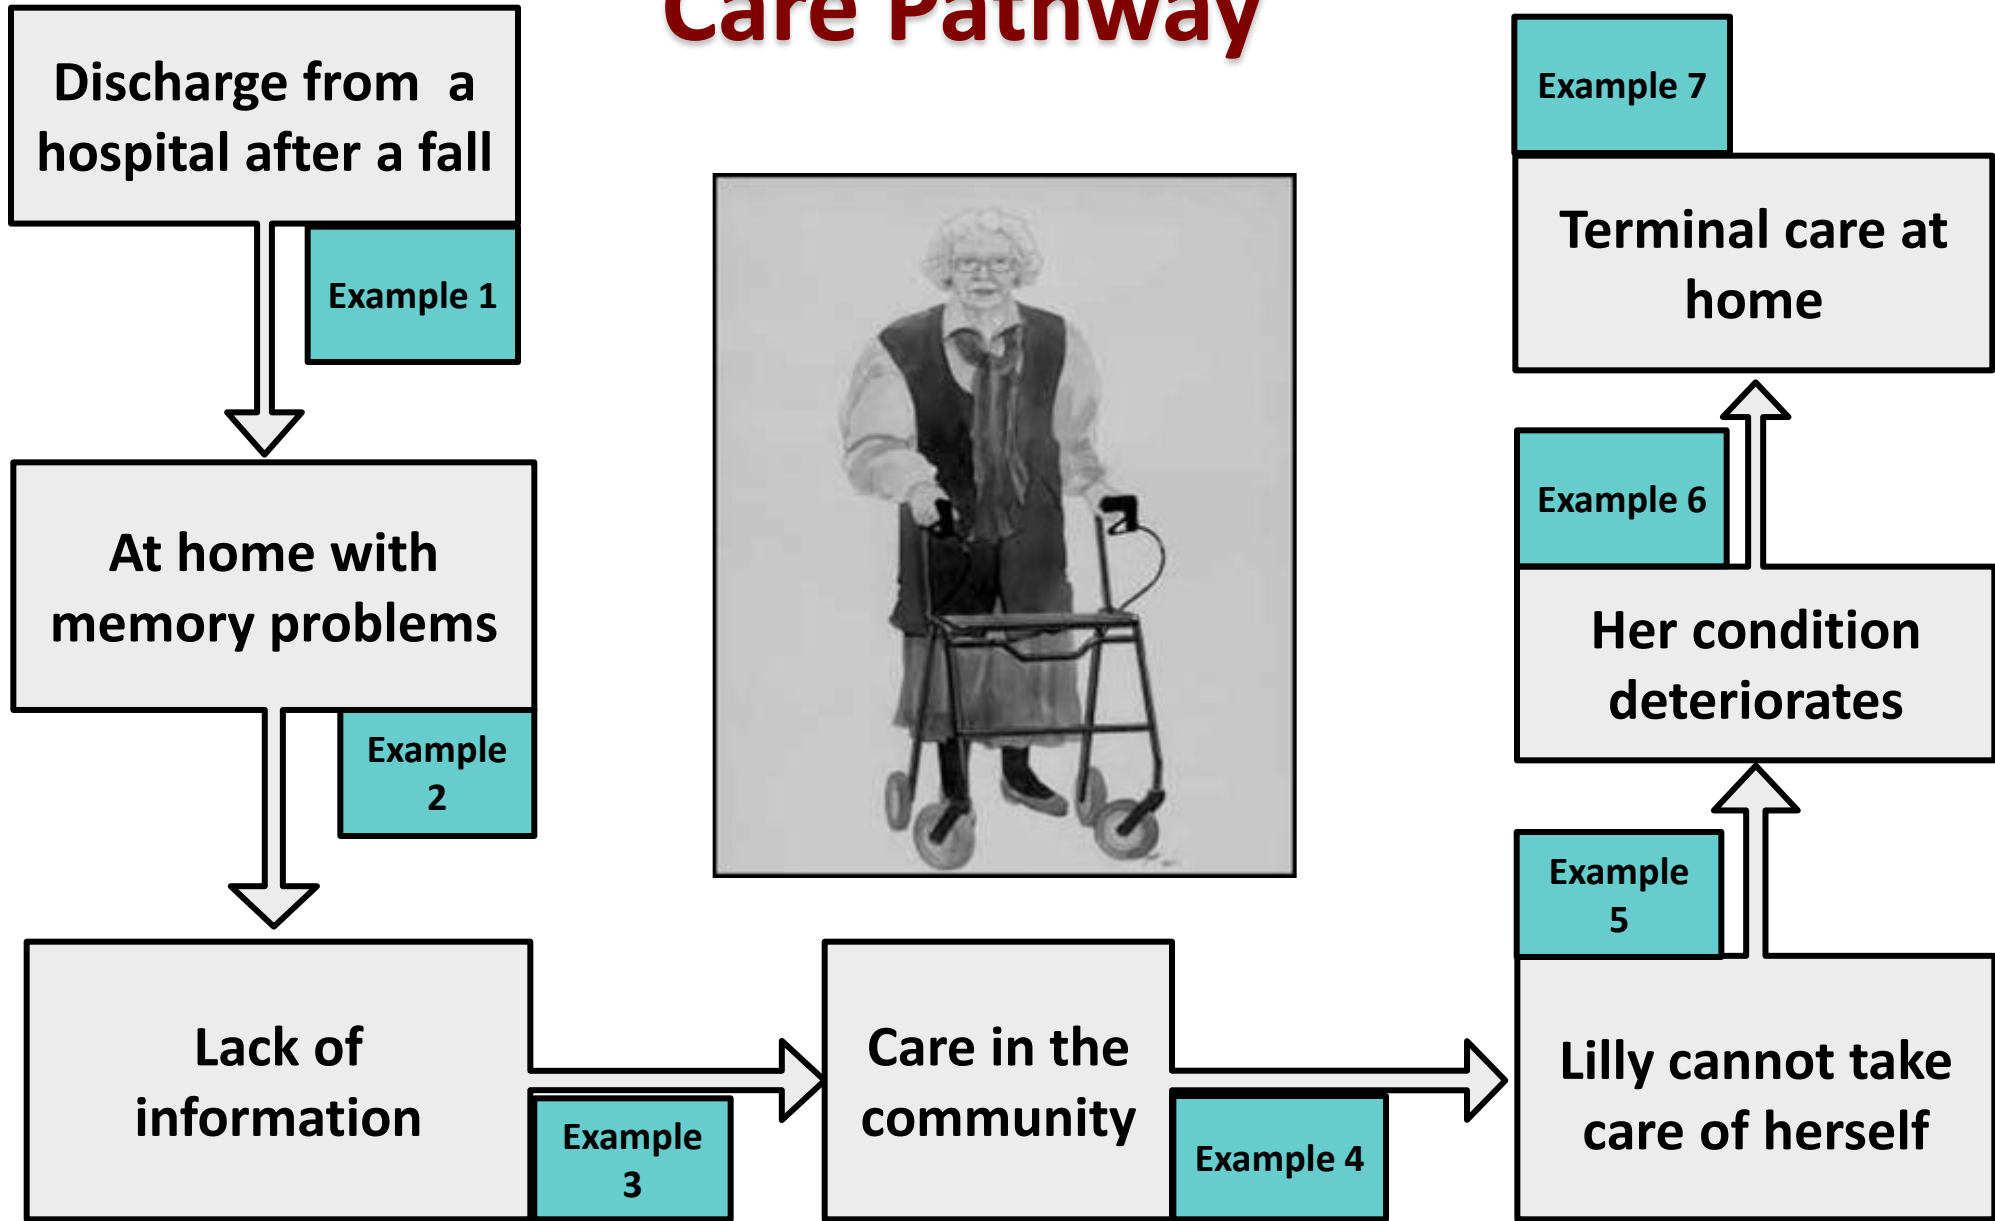 Care Pathway
Discharge from a
hospital after a fall
Example 1
At home with
memory problems
Example
2
Lack of
information
Example
3
Care in the
community
Example 4
Lilly cannot take
care of herself
Example
5
Her condition
deteriorates
Example 6
Terminal care at
home
Example 7